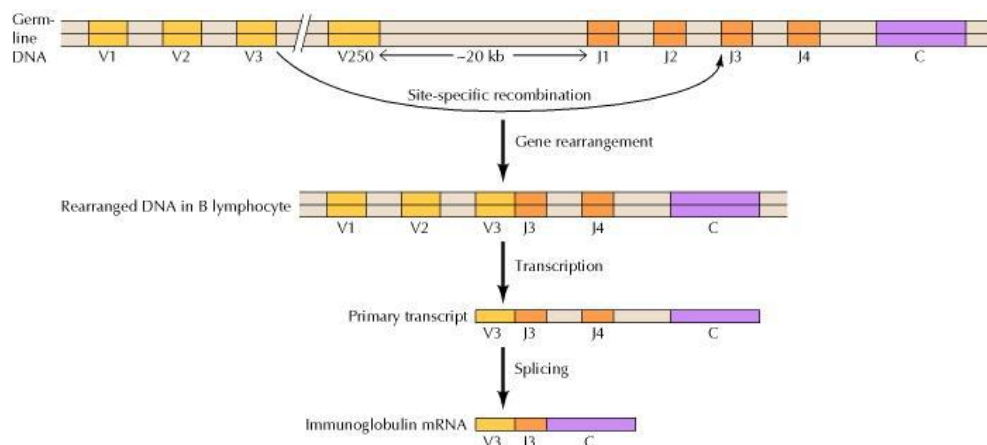 Germ-
line
DNA
V1 V2 V3 V250 ~20 kb J1 J2 J3 J4 C
Site-specific recombination
Gene rearrangement
Rearranged DNA in B lymphocyte
V1 V2 V3 J3 J4 C
Transcription
Primary transcript
V3 J3 J4 C
Splicing
Immunoglobulin mRNA
V3 J3 C